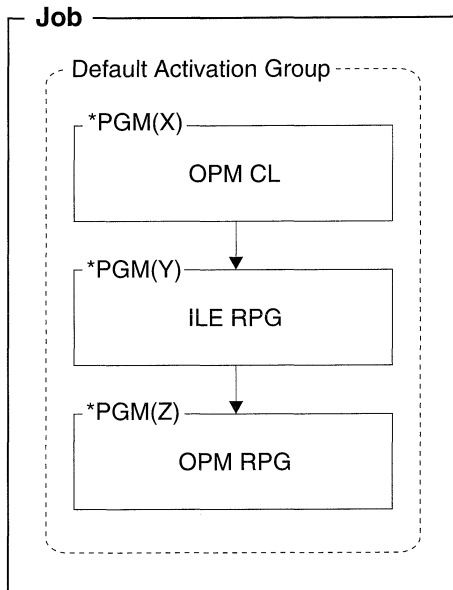 Job
Default Activation Group
*PGM(X)
OPM CL
*PGM(Y)
ILE RPG
*PGM(Z)
OPM RPG